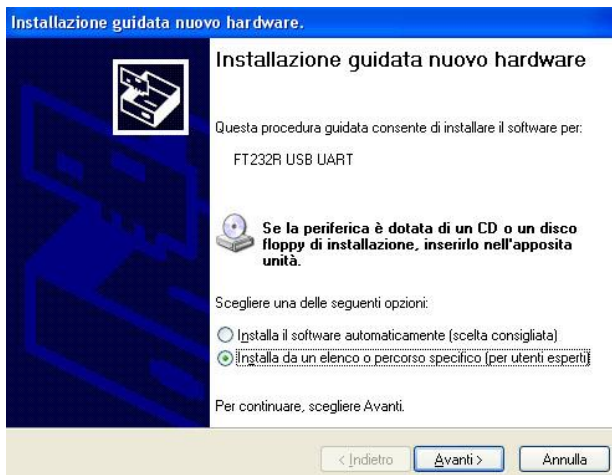 Installazione guidata nuovo hardware.
Installazione guidata nuovo hardware
Questa procedura guidata consente di installare il software per:
FT232R USB UART
Se la periferica è dotata di un CD o un disco
floppy di installazione, inserirlo nell'apposita
unità.
Scegliere una delle seguenti opzioni:
Installa il software automaticamente (scelta consigliata)
Installa da un elenco o percorso specifico (per utenti esperti)
Per continuare, scegliere Avanti.
< Indietro Avanti > Annulla